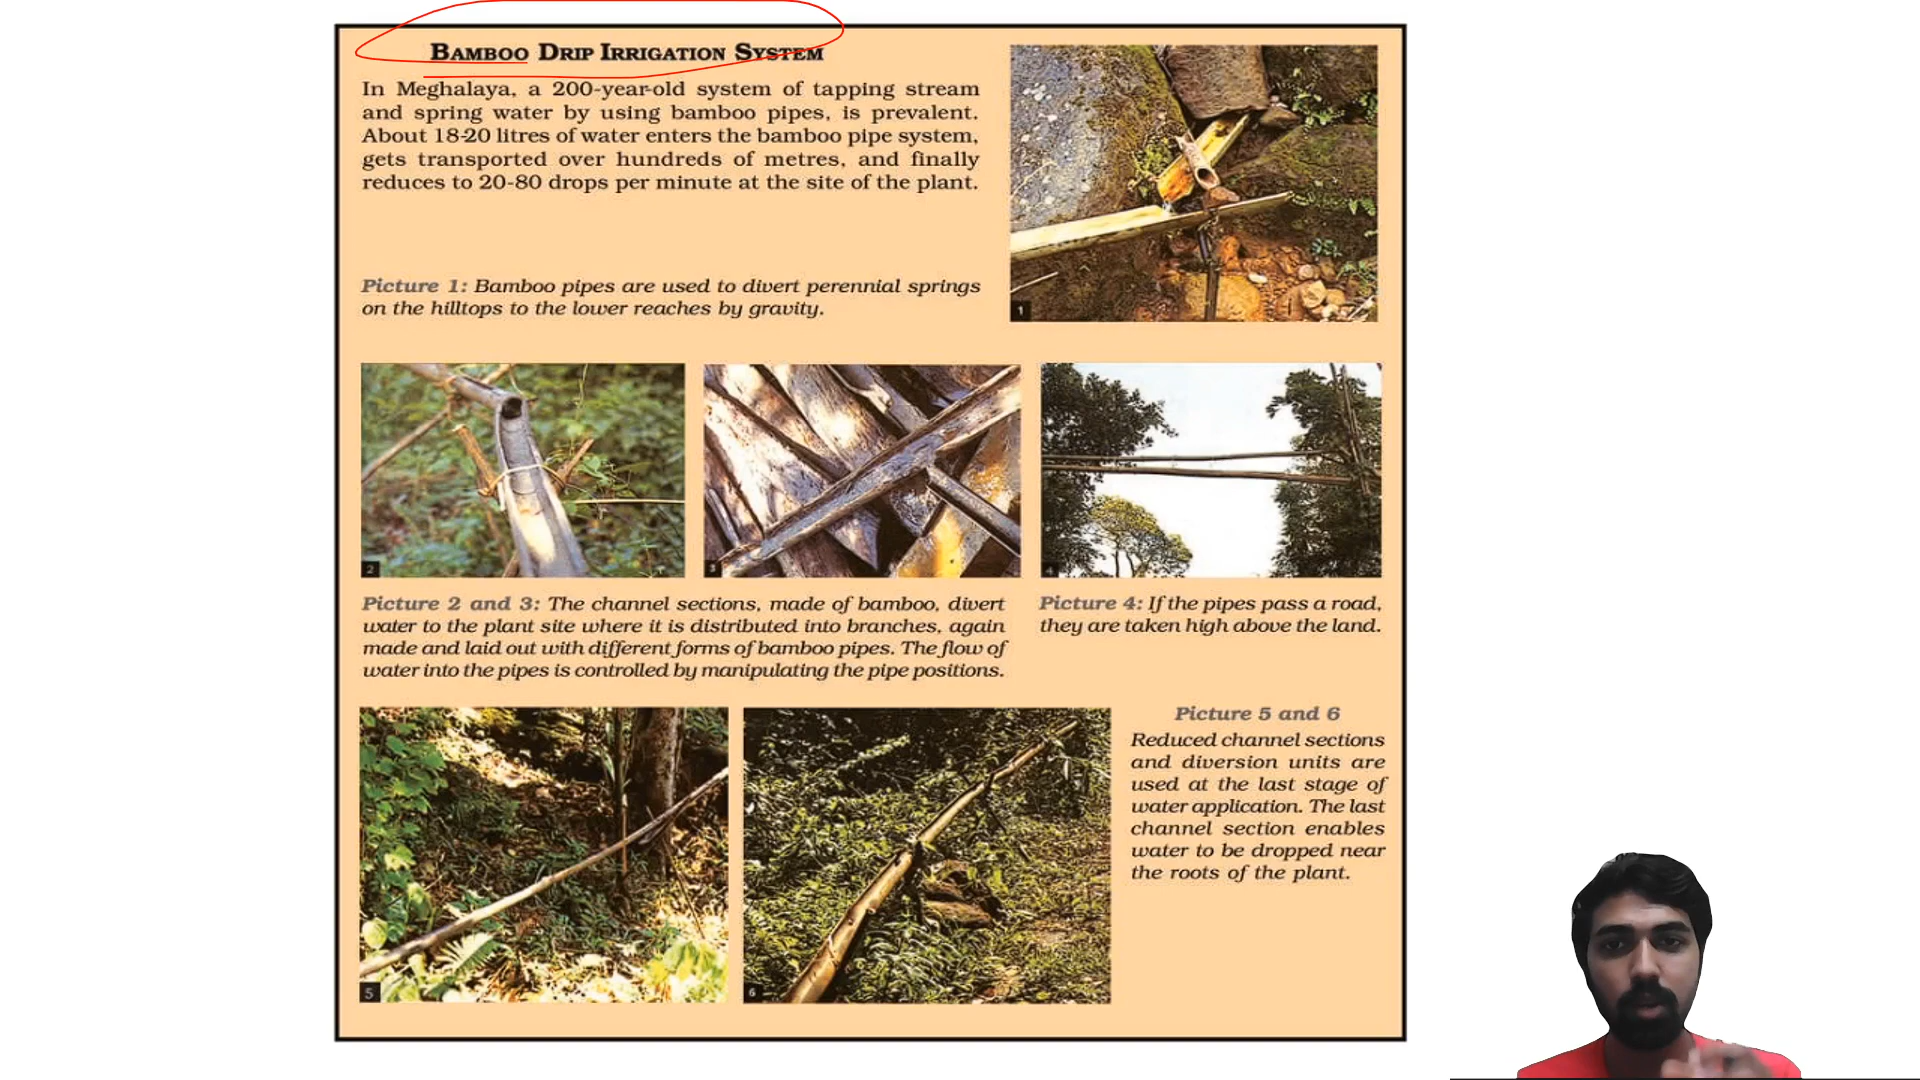 BAMBOO DRIP IRRIGATION SYSTEM
In Meghalaya, a 200-year-old system of tapping stream
and spring water by using bamboo pipes, is prevalent.
About 18-20 litres of water enters the bamboo pipe system,
gets transported over hundreds of metres, and finally
reduces to 20-80 drops per minute at the site of the plant.
Picture 1: Bamboo pipes are used to divert perennial springs
on the hilltops to the lower reaches by gravity.
1
2
3
4
Picture 2 and 3: The channel sections, made of bamboo, divert
water to the plant site where it is distributed into branches, again
made and laid out with different forms of bamboo pipes. The flow of
water into the pipes is controlled by manipulating the pipe positions.
Picture 4: If the pipes pass a road,
they are taken high above the land.
5
6
Picture 5 and 6
Reduced channel sections
and diversion units are
used at the last stage of
water application. The last
channel section enables
water to be dropped near
the roots of the plant.